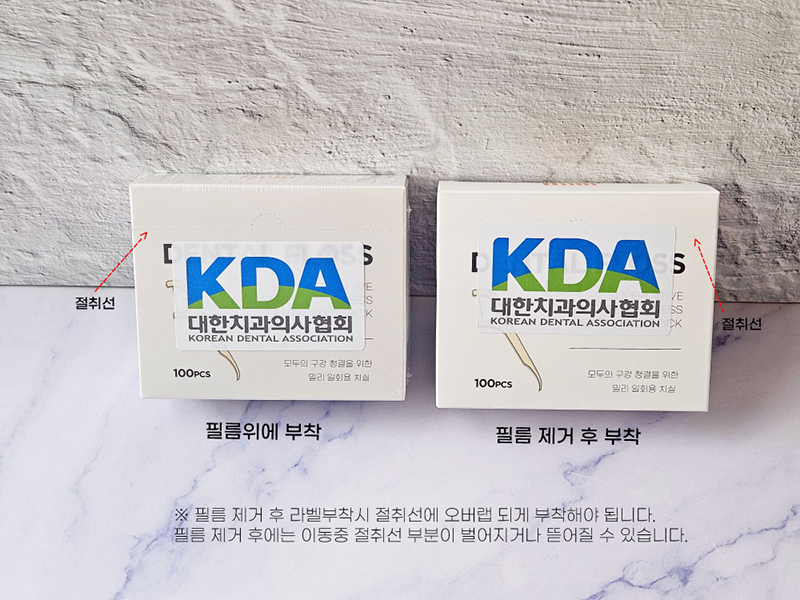 DENTAL FLOSS
KDA
대한치과의사협회
KOREAN DENTAL ASSOCIATION
모두의 구강 청결을 위한
밀리 일회용 치실
100PCS
절취선
필름위에 부착
KDA
대한치과의사협회
KOREAN DENTAL ASSOCIATION
모두의 구강 청결을 위한
밀리 일회용 치실
100PCS
절취선
필름 제거 후 부착
※ 필름 제거 후 라벨부착시 절취선에 오버랩 되게 부착해야 됩니다.
필름 제거 후에는 이동중 절취선 부분이 벌어지거나 뜯어질 수 있습니다.